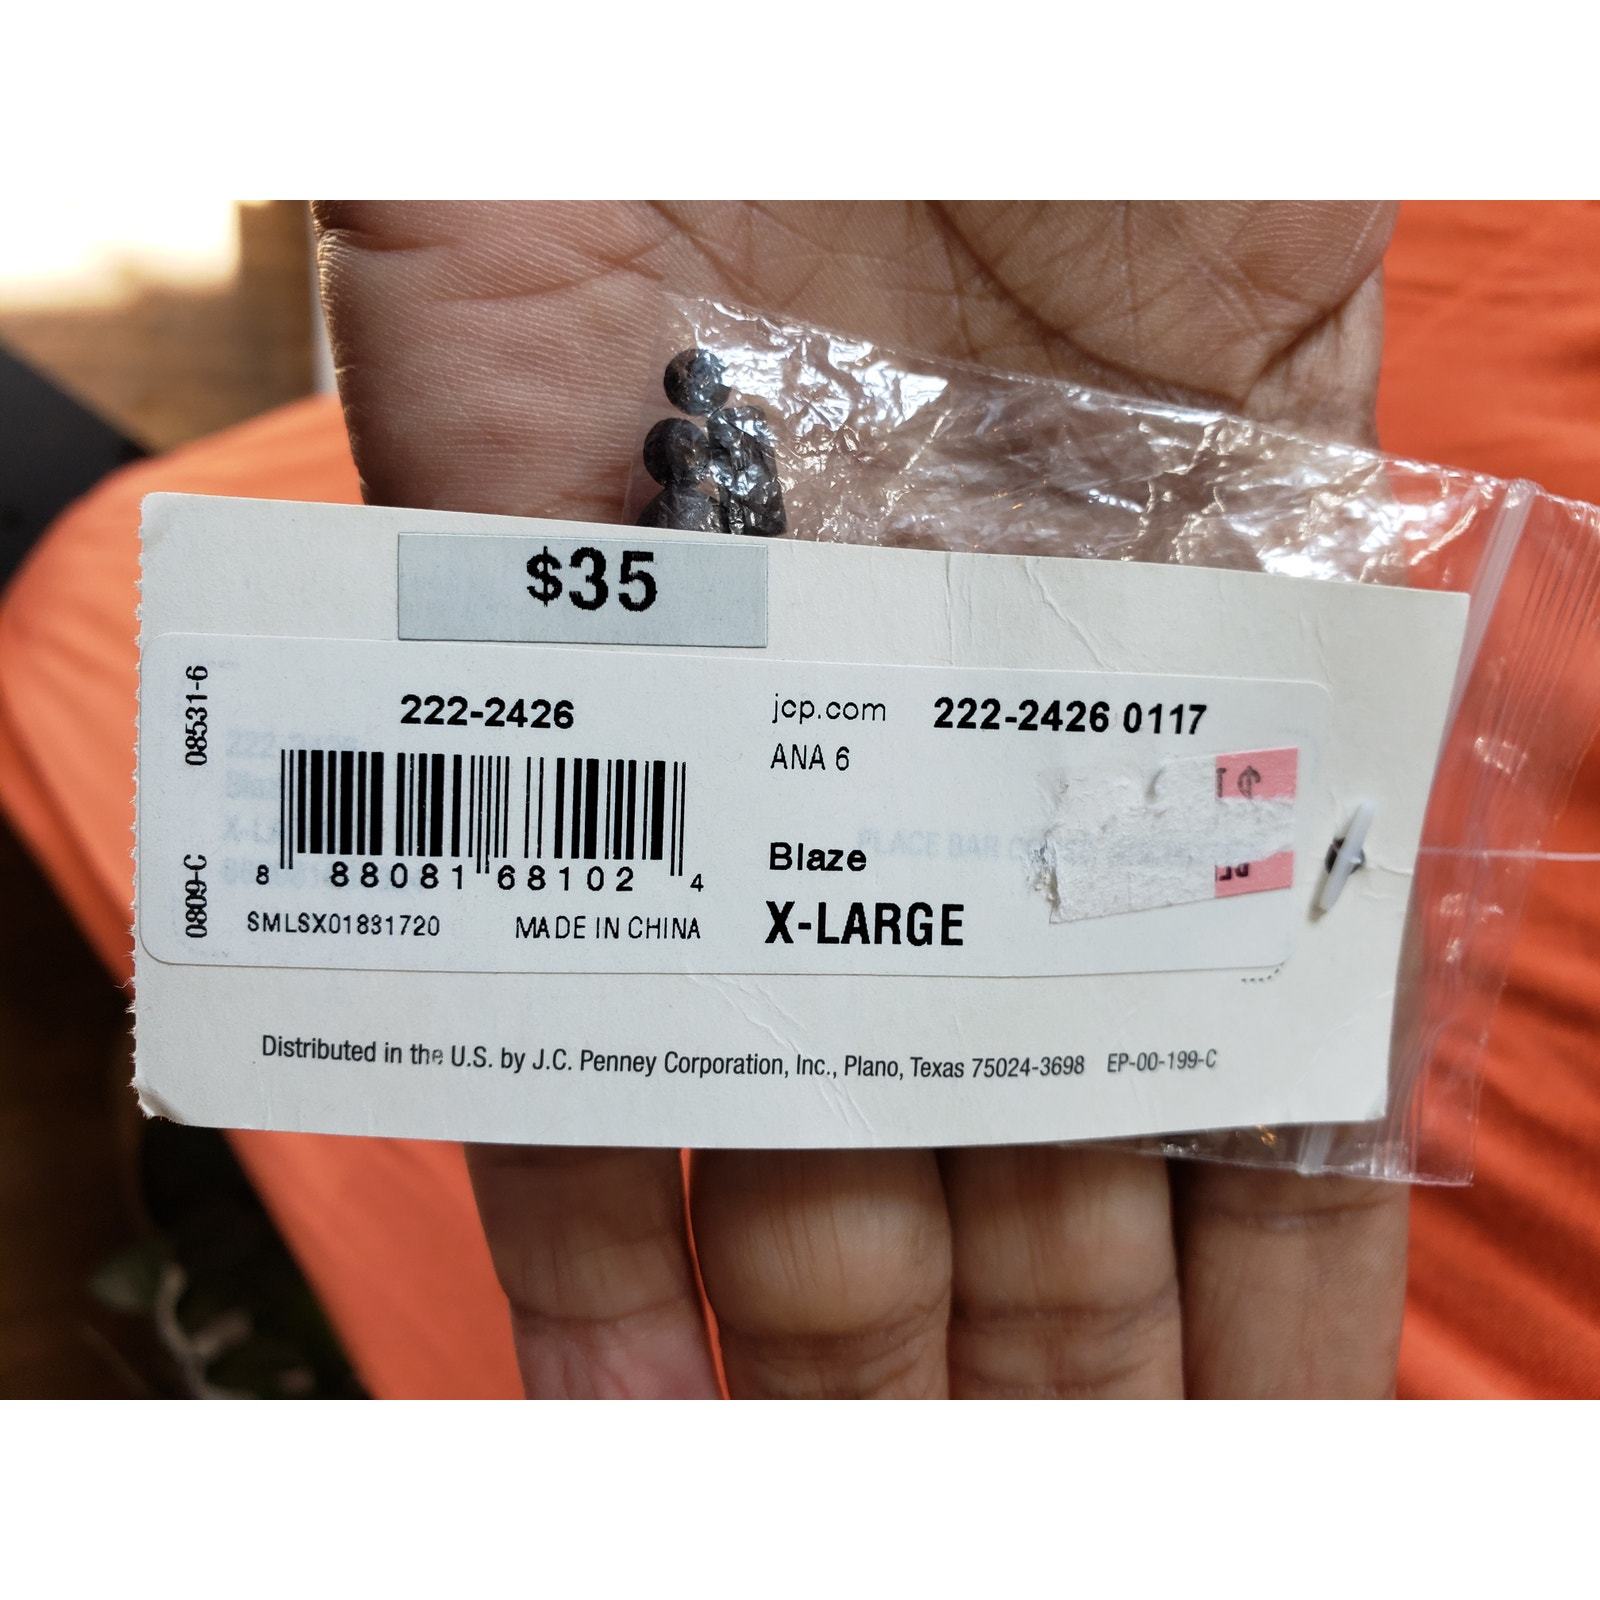 $35
08531-6
0809-C
222-2426
8 88081 68102 4
SMLSX01831720 MADE IN CHINA
jcp.com 222-2426 0117
ANA 6
Blaze
X-LARGE
Distributed in the U.S. by J.C. Penney Corporation, Inc., Plano, Texas 75024-3698 EP-00-199-C